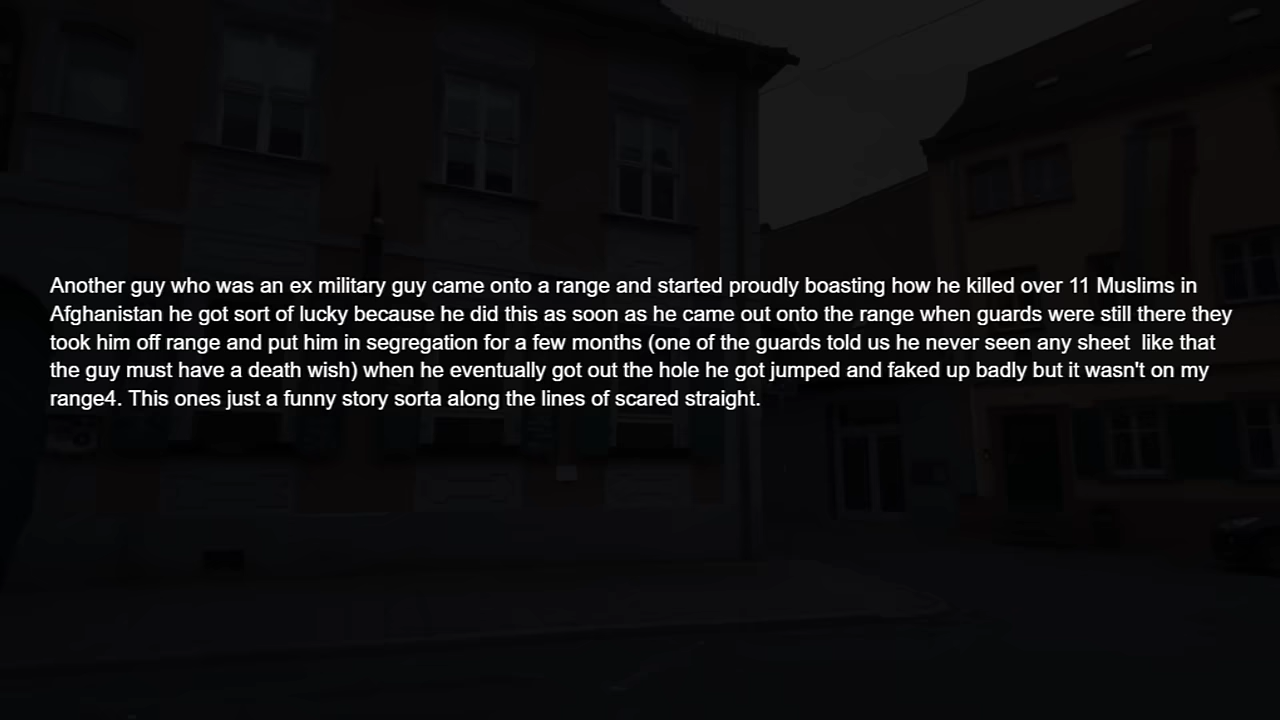 Another guy who was an ex military guy came onto a range and started proudly boasting how he killed over 11 Muslims in
Afghanistan he got sort of lucky because he did this as soon as he came out onto the range when guards were still there they
took him off range and put him in segregation for a few months (one of the guards told us he never seen any sheet  like that
the guy must have a death wish) when he eventually got out the hole he got jumped and faked up badly but it wasn't on my
range4. This ones just a funny story sorta along the lines of scared straight.